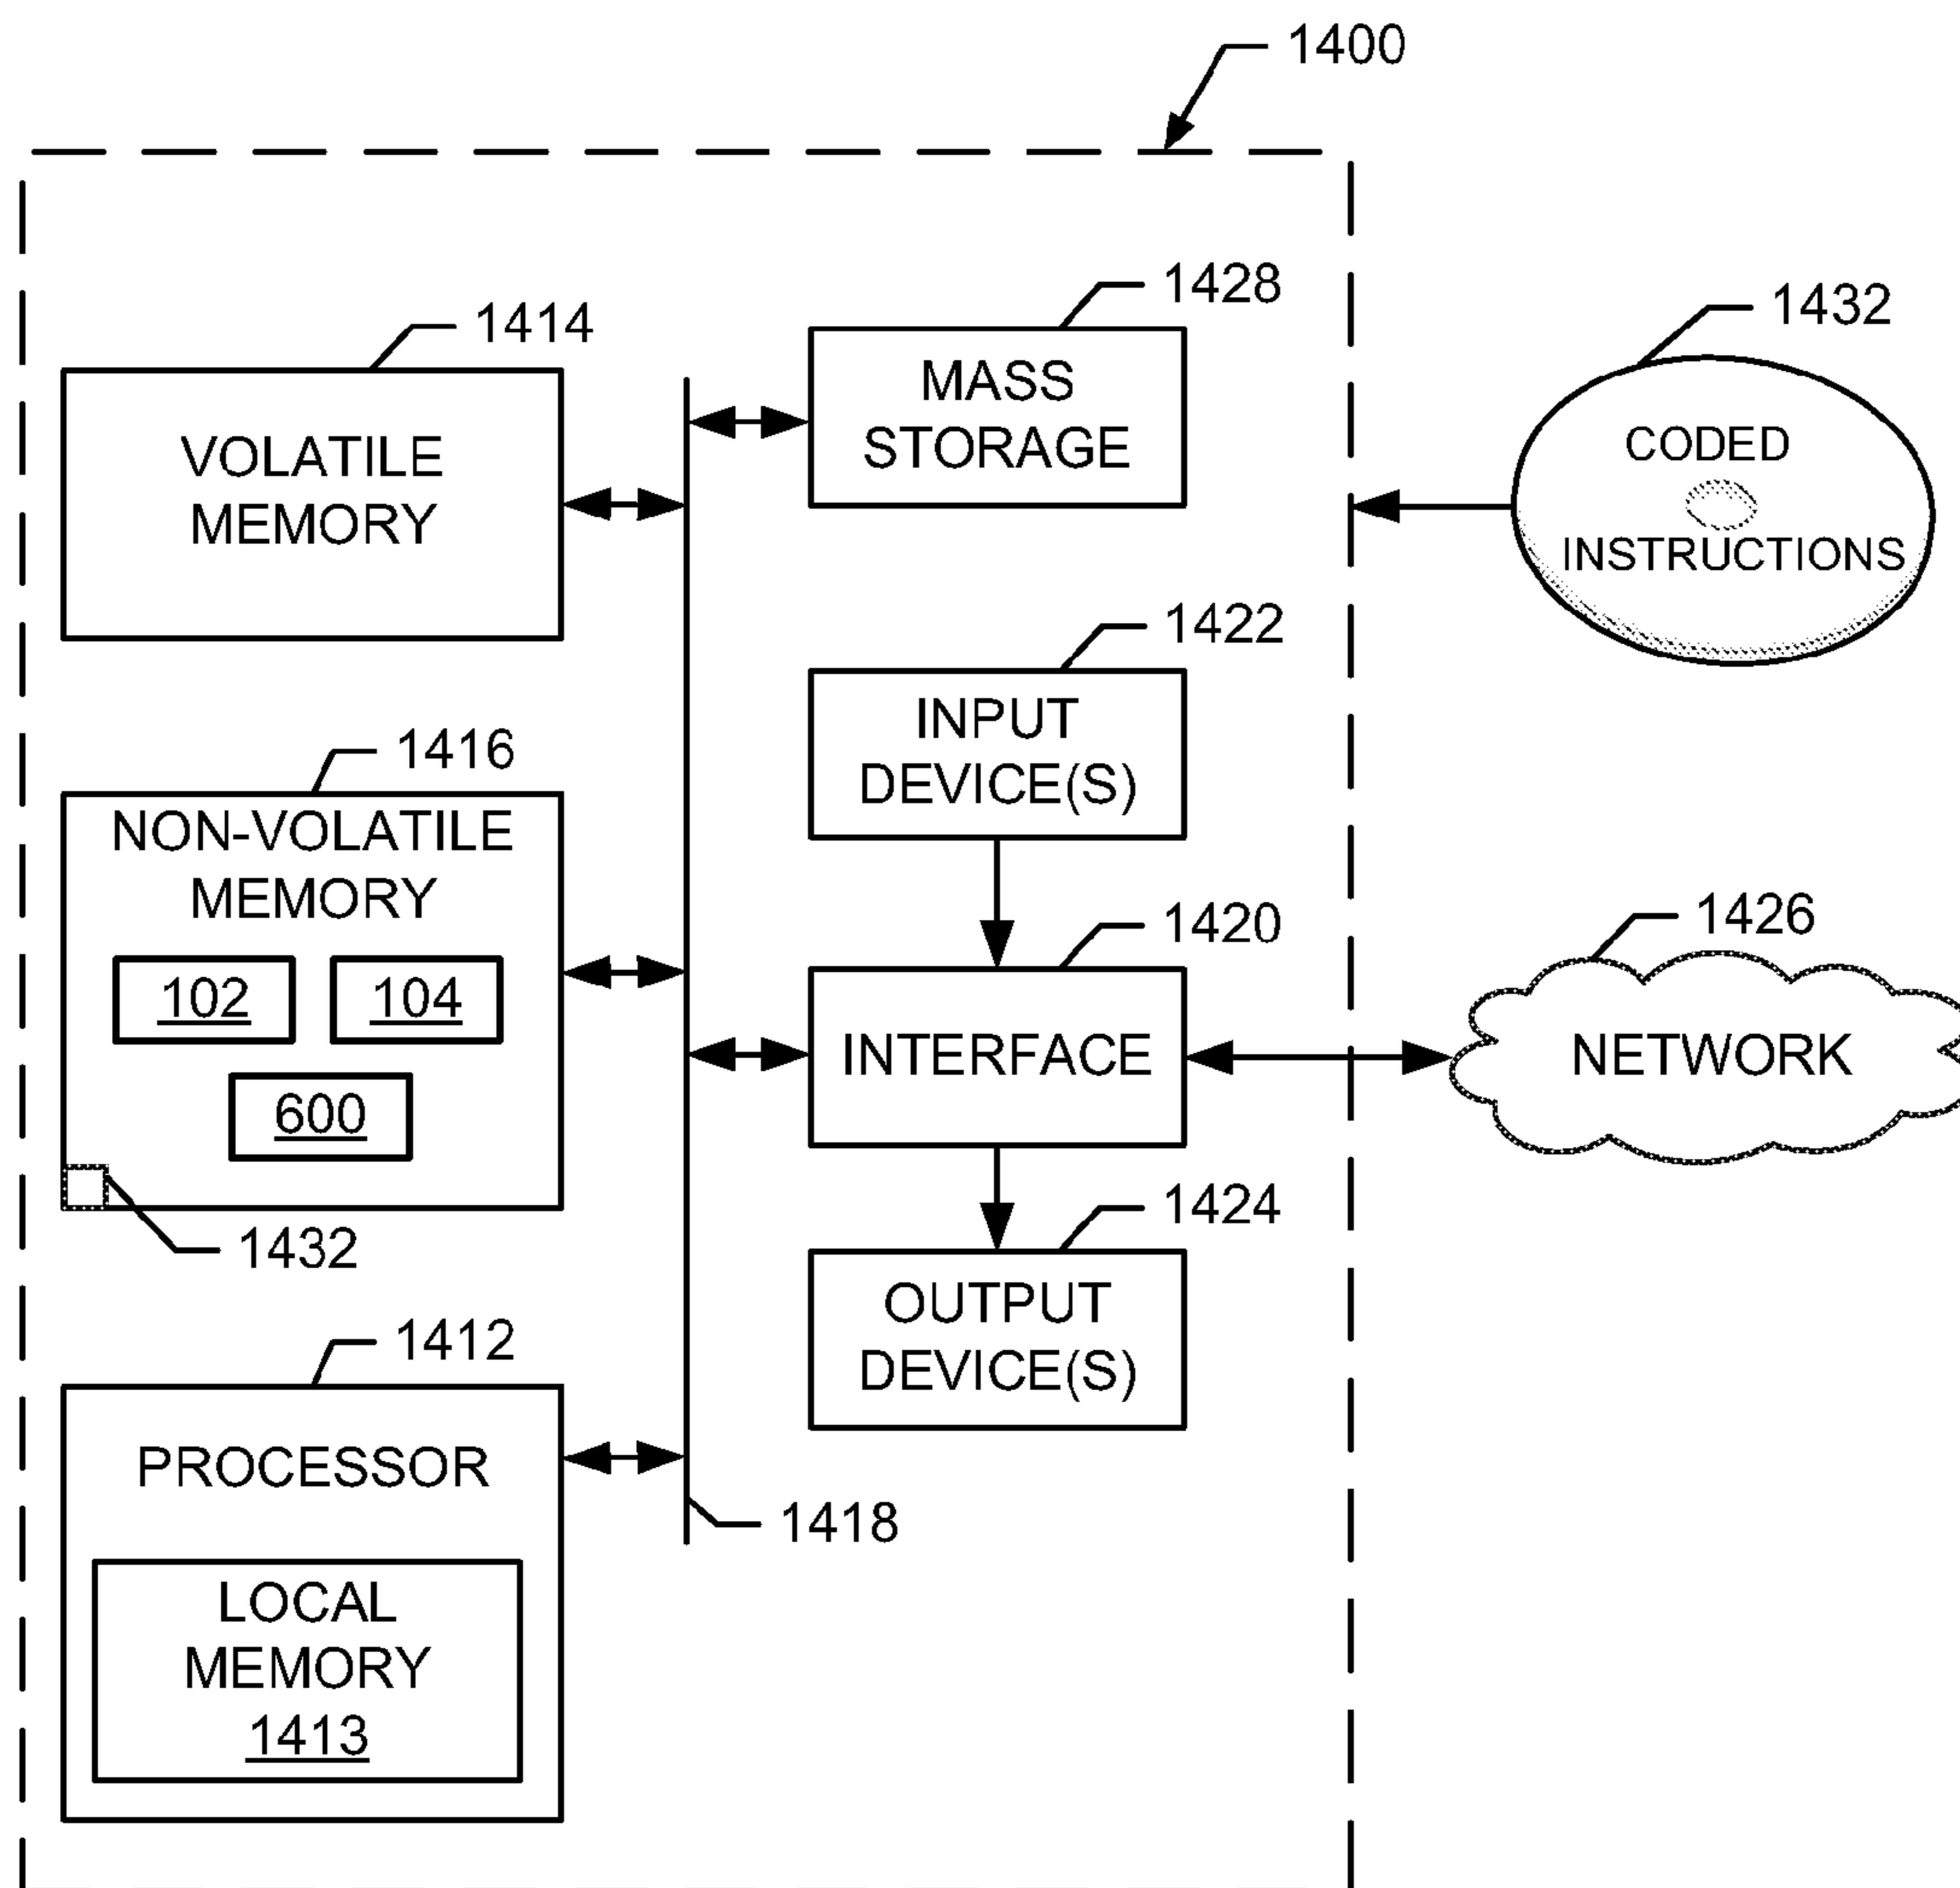 1400
1428
1432
1414
MASS
STORAGE
VOLATILE
MEMORY
CODED
INSTRUCTIONS
1422
INPUT
DEVICE(S)
1416
NON-VOLATILE
MEMORY
102
104
600
1432
1420
INTERFACE
1426
NETWORK
1424
OUTPUT
DEVICE(S)
1412
PROCESSOR
1418
LOCAL
MEMORY
1413